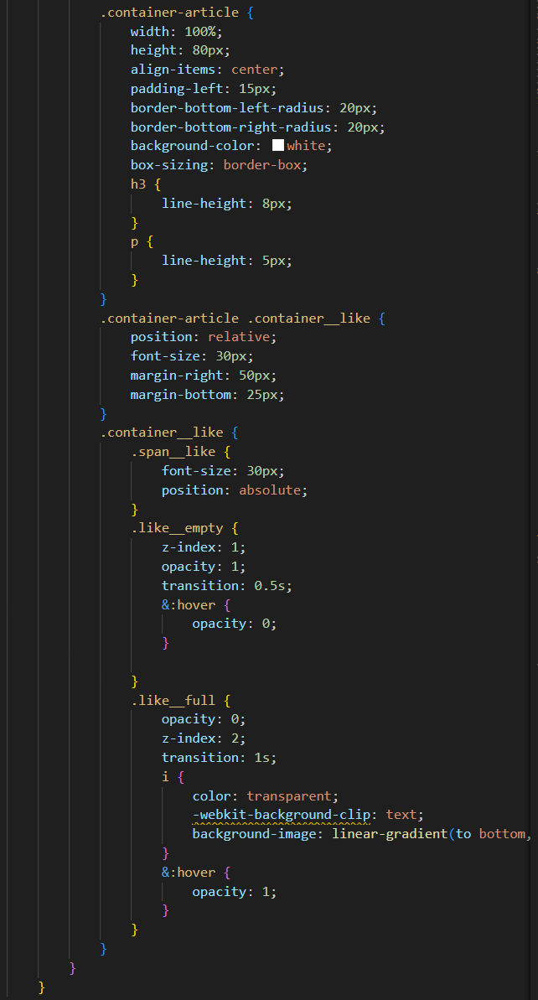 .container-article {
width: 100%;
height: 80px;
align-items: center;
padding-left: 15px;
border-bottom-left-radius: 20px;
border-bottom-right-radius: 20px;
background-color: white;
box-sizing: border-box;
h3 {
line-height: 8px;
}
p {
line-height: 5px;
}
}
.container-article .container__like {
position: relative;
font-size: 30px;
margin-right: 50px;
margin-bottom: 25px;
}
.container__like {
.span__like {
font-size: 30px;
position: absolute;
}
.like__empty {
z-index: 1;
opacity: 1;
transition: 0.5s;
&:hover {
opacity: 0;
}
}
.like__full {
opacity: 0;
z-index: 2;
transition: 1s;
i {
color: transparent;
-webkit-background-clip: text;
background-image: linear-gradient(to bottom,
}
&:hover {
opacity: 1;
}
}
}
}
}